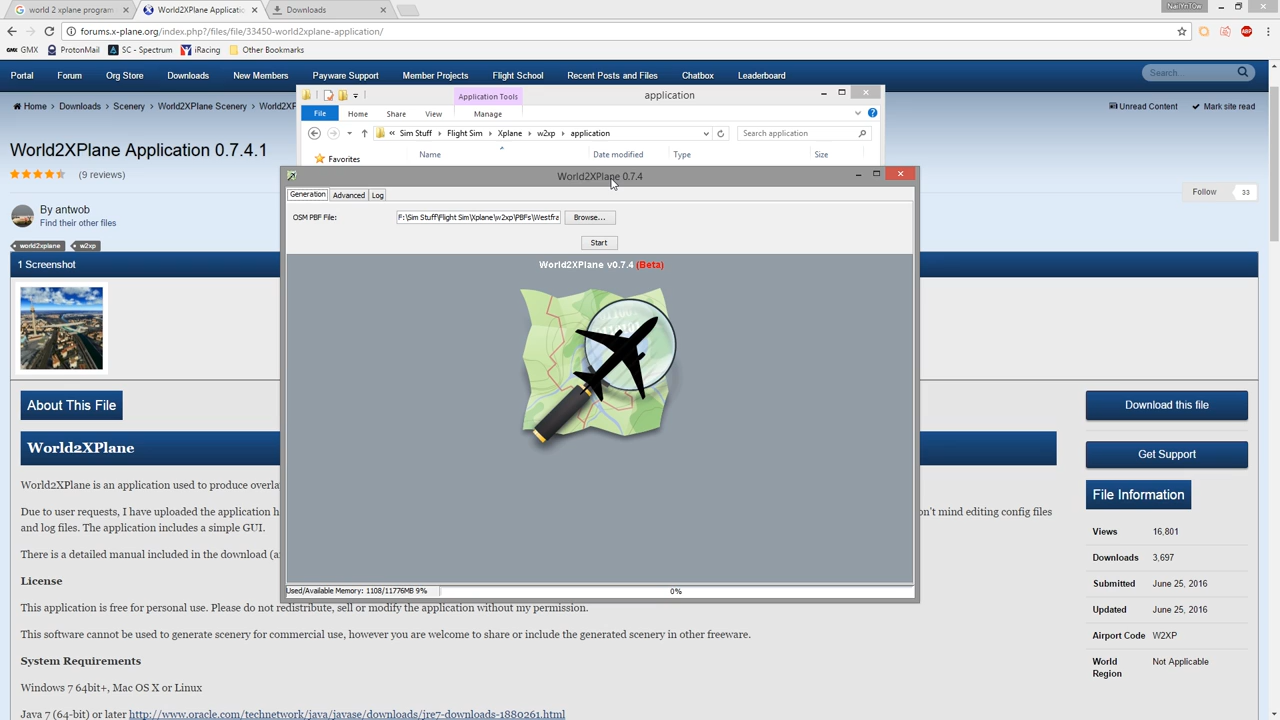 world 2 xplane program
World2XPlane Applicatio
Downloads
NailYnTOw
forums.x-plane.org/index.php?/files/file/33450-world2xplane-application/
GMX ProtonMail SC - Spectrum iRacing Other Bookmarks
Portal Forum Org Store Downloads New Members Payware Support Member Projects Flight School Recent Posts and Files Chatbox Leaderboard Search...
Home > Downloads > Scenery > World2XPlane Scenery > World2XP
Unread Content Mark site read
World2XPlane Application 0.7.4.1
(9 reviews)
By antwob
Find their other files
world2xplane w2xp
Follow 33
1 Screenshot
Application Tools application
File Home Share View Manage
« Sim Stuff Flight Sim Xplane w2xp application Search application
Favorites Name Date modified Type Size
World2XPlane 0.7.4
Generation Advanced Log
OSM PBF File: F:\Sim Stuff\Flight Sim\Xplane\w2xp\PBFs\Westfra Browse...
Start
World2XPlane v0.7.4 (Beta)
Used/Available Memory: 1108/11776MB 9% 0%
About This File
World2XPlane
World2XPlane is an application used to produce overla
Due to user requests, I have uploaded the application h
on't mind editing config files
and log files. The application includes a simple GUI.
There is a detailed manual included in the download (a
License
This application is free for personal use. Please do not redistribute, sell or modify the application without my permission.
This software cannot be used to generate scenery for commercial use, however you are welcome to share or include the generated scenery in other freeware.
System Requirements
Windows 7 64bit+, Mac OS X or Linux
Java 7 (64-bit) or later http://www.oracle.com/technetwork/java/javase/downloads/jre7-downloads-1880261.html
Download this file
Get Support
File Information
Views 16,801
Downloads 3,697
Submitted June 25, 2016
Updated June 25, 2016
Airport Code W2XP
World Region Not Applicable